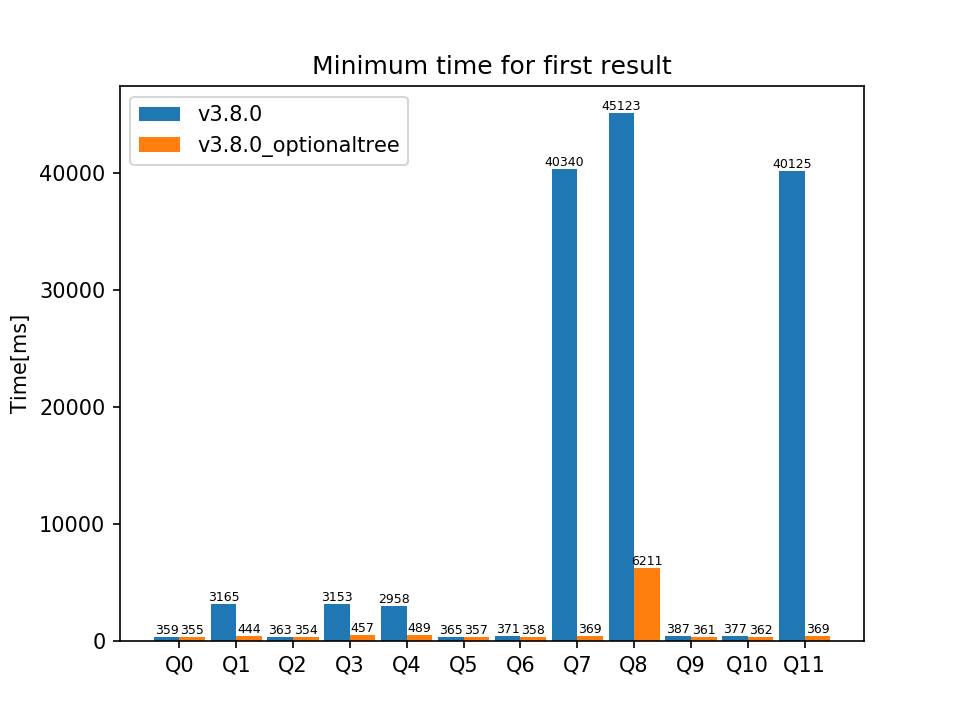 Minimum time for first result
v3.8.0
v3.8.0_optionaltree
Time[ms]
40000
30000
20000
10000
0
359 355 3165 444 363 354 3153 457 2958 489 365 357 371 358 40340 369 45123 6211 387 361 377 362 40125 369
Q0 Q1 Q2 Q3 Q4 Q5 Q6 Q7 Q8 Q9 Q10 Q11